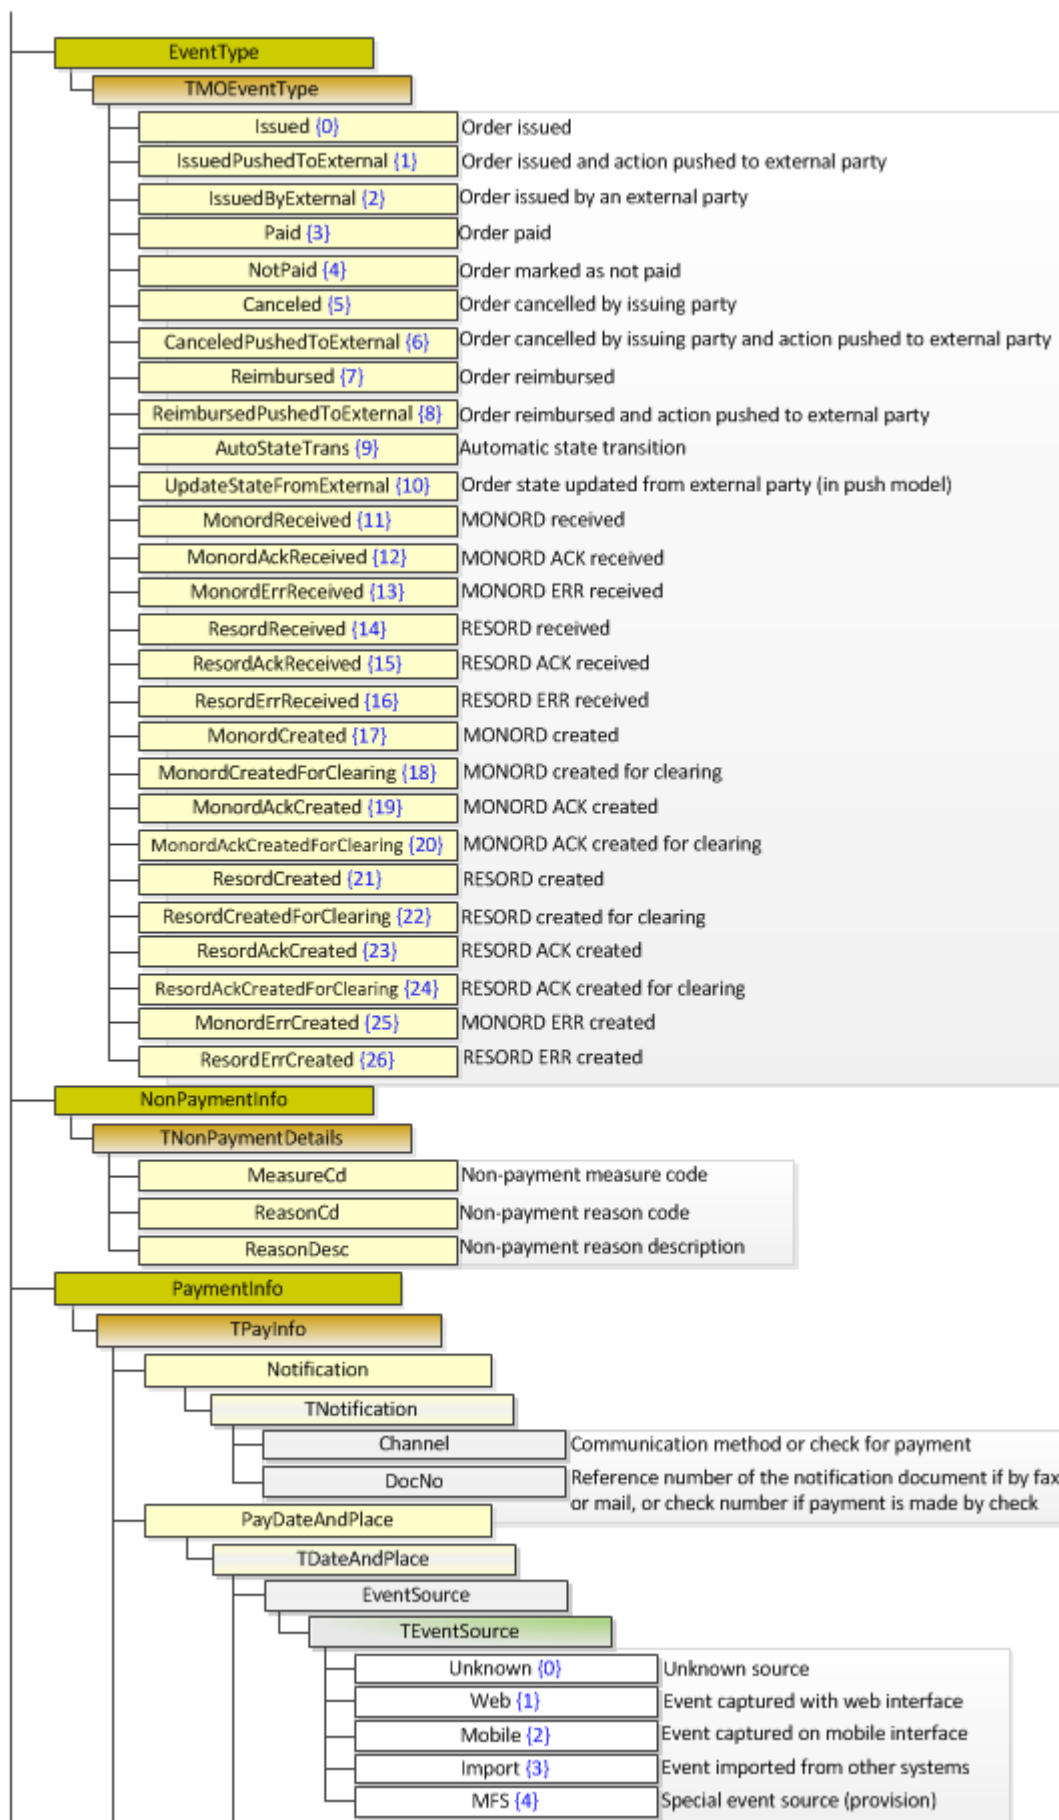 EventType
TMOEventType
Issued {0} Order issued
IssuedPushedToExternal {1} Order issued and action pushed to external party
IssuedByExternal {2} Order issued by an external party
Paid {3} Order paid
NotPaid {4} Order marked as not paid
Canceled {5} Order cancelled by issuing party
CanceledPushedToExternal {6} Order cancelled by issuing party and action pushed to external party
Reimbursed {7} Order reimbursed
ReimbursedPushedToExternal {8} Order reimbursed and action pushed to external party
AutoStateTrans {9} Automatic state transition
UpdateStateFromExternal {10} Order state updated from external party (in push model)
MonordReceived {11} MONORD received
MonordAckReceived {12} MONORD ACK received
MonordErrReceived {13} MONORD ERR received
ResordReceived {14} RESORD received
ResordAckReceived {15} RESORD ACK received
ResordErrReceived {16} RESORD ERR received
MonordCreated {17} MONORD created
MonordCreatedForClearing {18} MONORD created for clearing
MonordAckCreated {19} MONORD ACK created
MonordAckCreatedForClearing {20} MONORD ACK created for clearing
ResordCreated {21} RESORD created
ResordCreatedForClearing {22} RESORD created for clearing
ResordAckCreated {23} RESORD ACK created
ResordAckCreatedForClearing {24} RESORD ACK created for clearing
MonordErrCreated {25} MONORD ERR created
ResordErrCreated {26} RESORD ERR created
NonPaymentInfo
TNonPaymentDetails
MeasureCd Non-payment measure code
ReasonCd Non-payment reason code
ReasonDesc Non-payment reason description
PaymentInfo
TPayInfo
Notification
TNotification
Channel Communication method or check for payment
DocNo Reference number of the notification document if by fax
or mail, or check number if payment is made by check
PayDateAndPlace
TDateAndPlace
EventSource
TEventSource
Unknown {0} Unknown source
Web {1} Event captured with web interface
Mobile {2} Event captured on mobile interface
Import {3} Event imported from other systems
MFS {4} Special event source (provision)